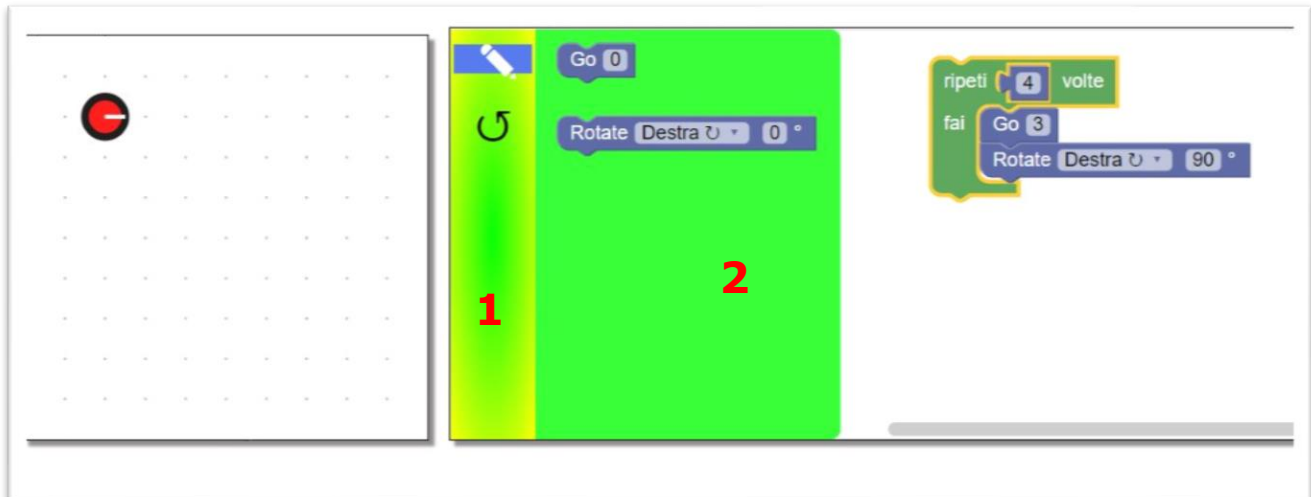 Go 0
Rotate Destra ↻ ▾ 0 °
1
2
ripeti 4 volte
fai Go 3
Rotate Destra ↻ ▾ 90 °